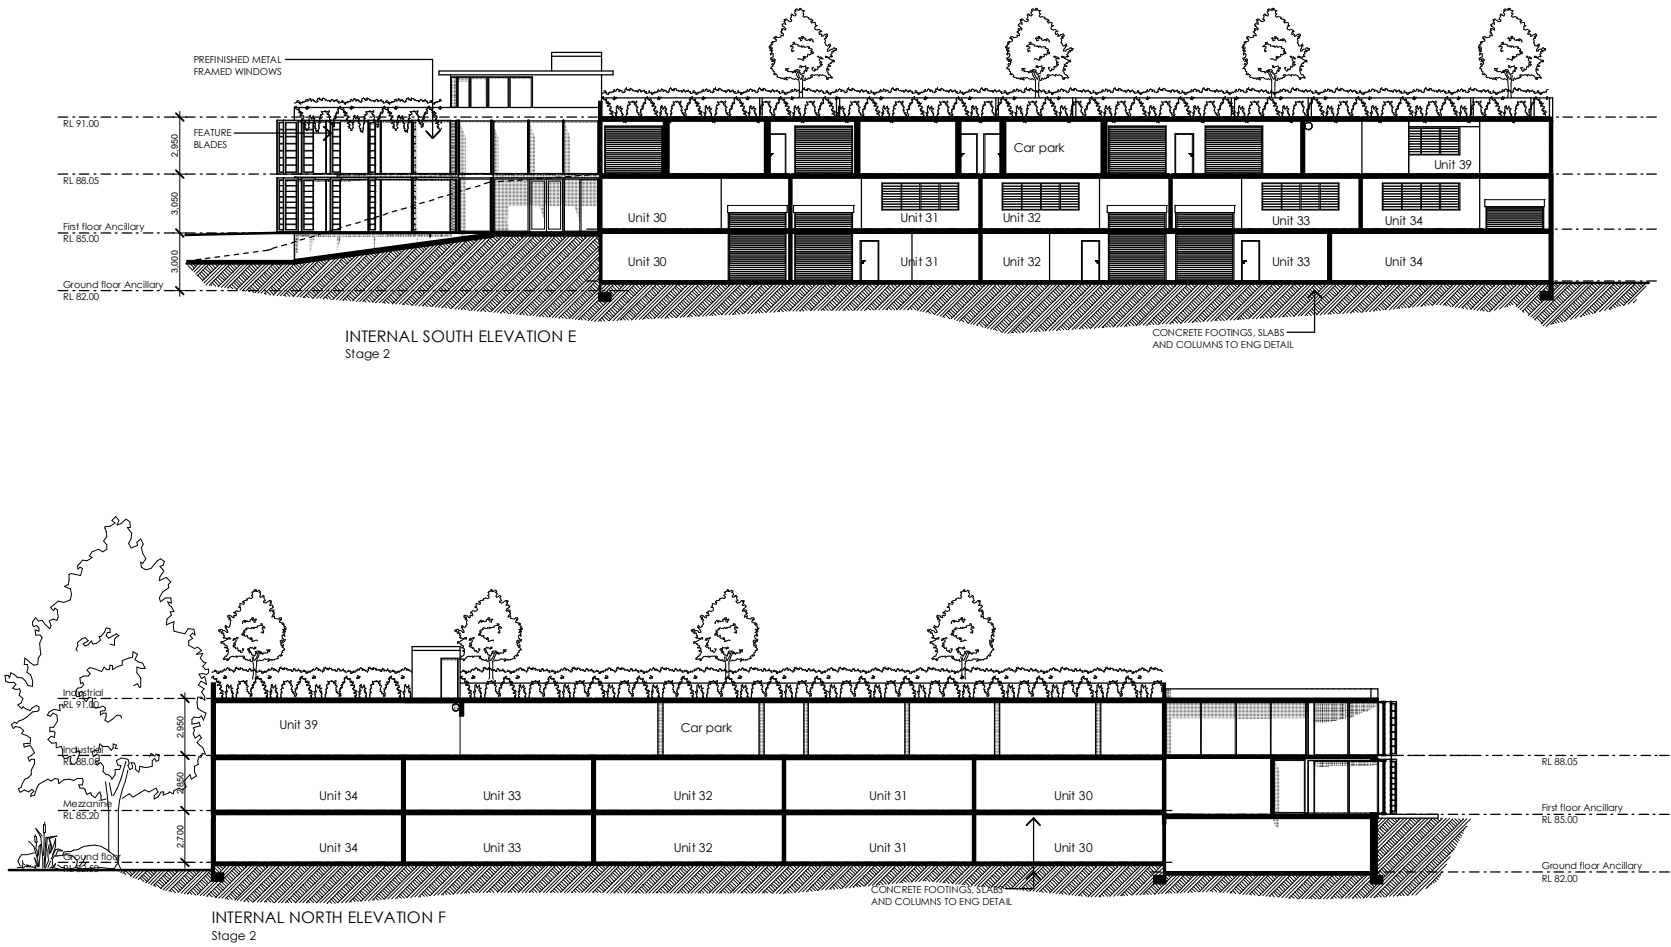 PREFINISHED METAL
FRAMED WINDOWS
RL 91.00
FEATURE
BLADES
2,950
Car park
Unit 39
RL 88.05
3,050
First floor Ancillary
RL 85.00
Unit 30
Unit 31
Unit 32
Unit 33
Unit 34
3,000
Unit 30
Unit 31
Unit 32
Unit 33
Unit 34
Ground floor Ancillary
RL 82.00
INTERNAL SOUTH ELEVATION E
Stage 2
CONCRETE FOOTINGS, SLABS
AND COLUMNS TO ENG DETAIL
Industrial
RL 91.00
2,950
Unit 39
Car park
Industrial
RL 88.05
RL 88.05
2,850
Unit 34
Unit 33
Unit 32
Unit 31
Unit 30
Mezzanine
RL 85.20
First floor Ancillary
RL 85.00
2,700
Unit 34
Unit 33
Unit 32
Unit 31
Unit 30
Ground floor
Ground floor Ancillary
RL 82.00
CONCRETE FOOTINGS, SLABS
AND COLUMNS TO ENG DETAIL
INTERNAL NORTH ELEVATION F
Stage 2